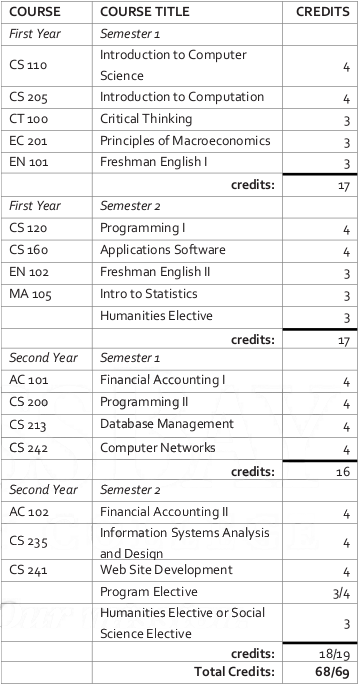 COURSE COURSE TITLE CREDITS
First Year Semester 1
CS 110 Introduction to Computer Science 4
CS 205 Introduction to Computation 4
CT 100 Critical Thinking 3
EC 201 Principles of Macroeconomics 3
EN 101 Freshman English I 3
credits: 17
First Year Semester 2
CS 120 Programming I 4
CS 160 Applications Software 4
EN 102 Freshman English II 3
MA 105 Intro to Statistics 3
Humanities Elective 3
credits: 17
Second Year Semester 1
AC 101 Financial Accounting I 4
CS 200 Programming II 4
CS 213 Database Management 4
CS 242 Computer Networks 4
credits: 16
Second Year Semester 2
AC 102 Financial Accounting II 4
CS 235 Information Systems Analysis and Design 4
CS 241 Web Site Development 4
Program Elective 3/4
Humanities Elective or Social Science Elective 3
credits: 18/19
Total Credits: 68/69